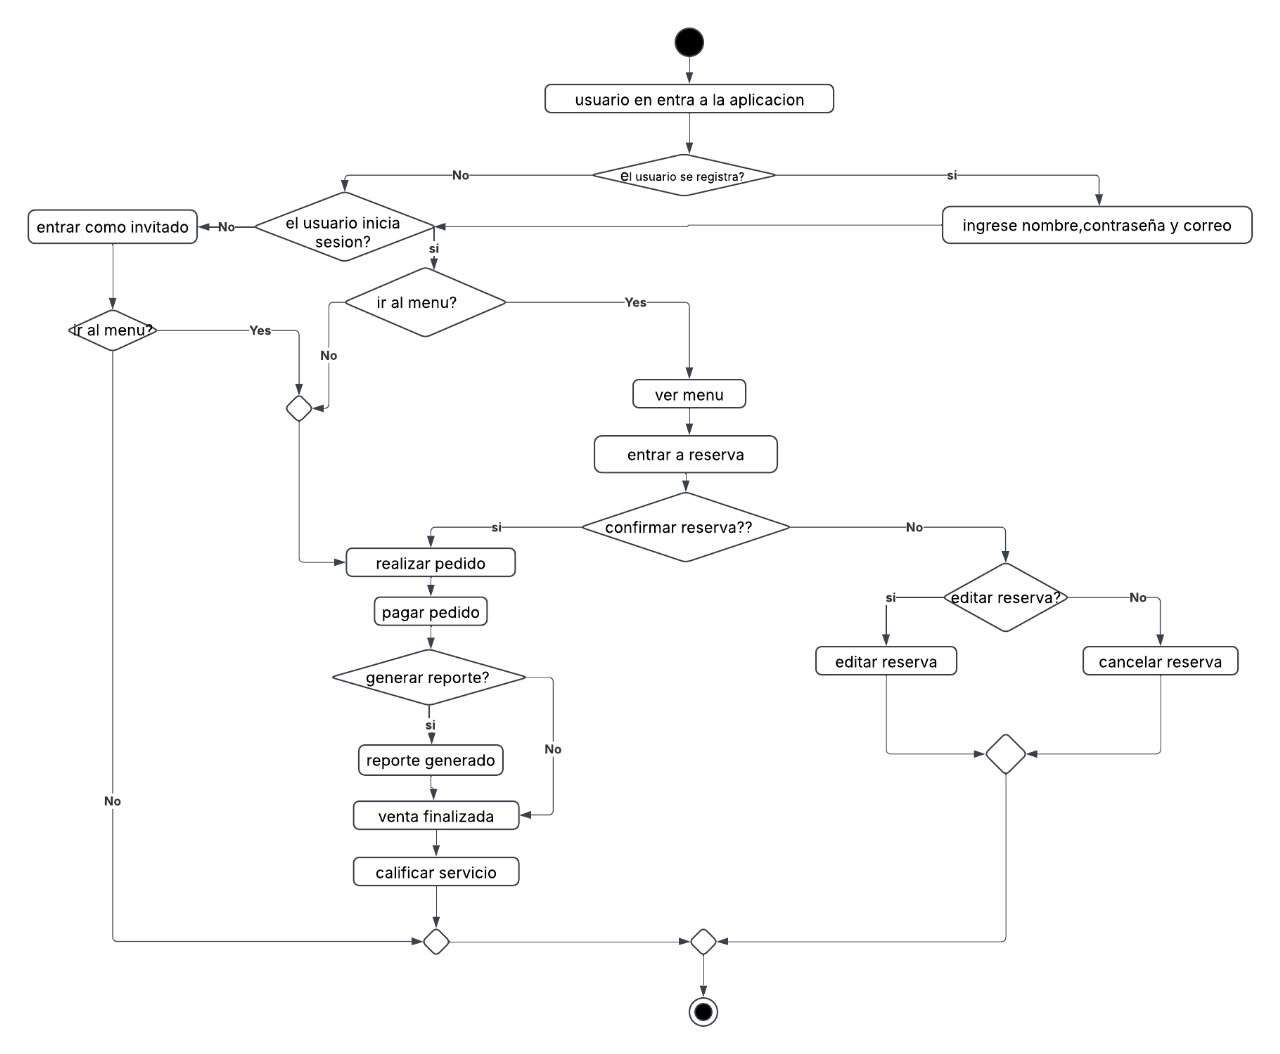 usuario en entra a la aplicacion
el usuario se registra?
No
si
el usuario inicia
sesion?
ingrese nombre,contraseña y correo
entrar como invitado
No
si
ir al menu?
Yes
No
ir al menu?
Yes
ver menu
entrar a reserva
confirmar reserva??
si
No
realizar pedido
editar reserva?
si
No
pagar pedido
editar reserva
cancelar reserva
generar reporte?
si
No
reporte generado
No
venta finalizada
calificar servicio